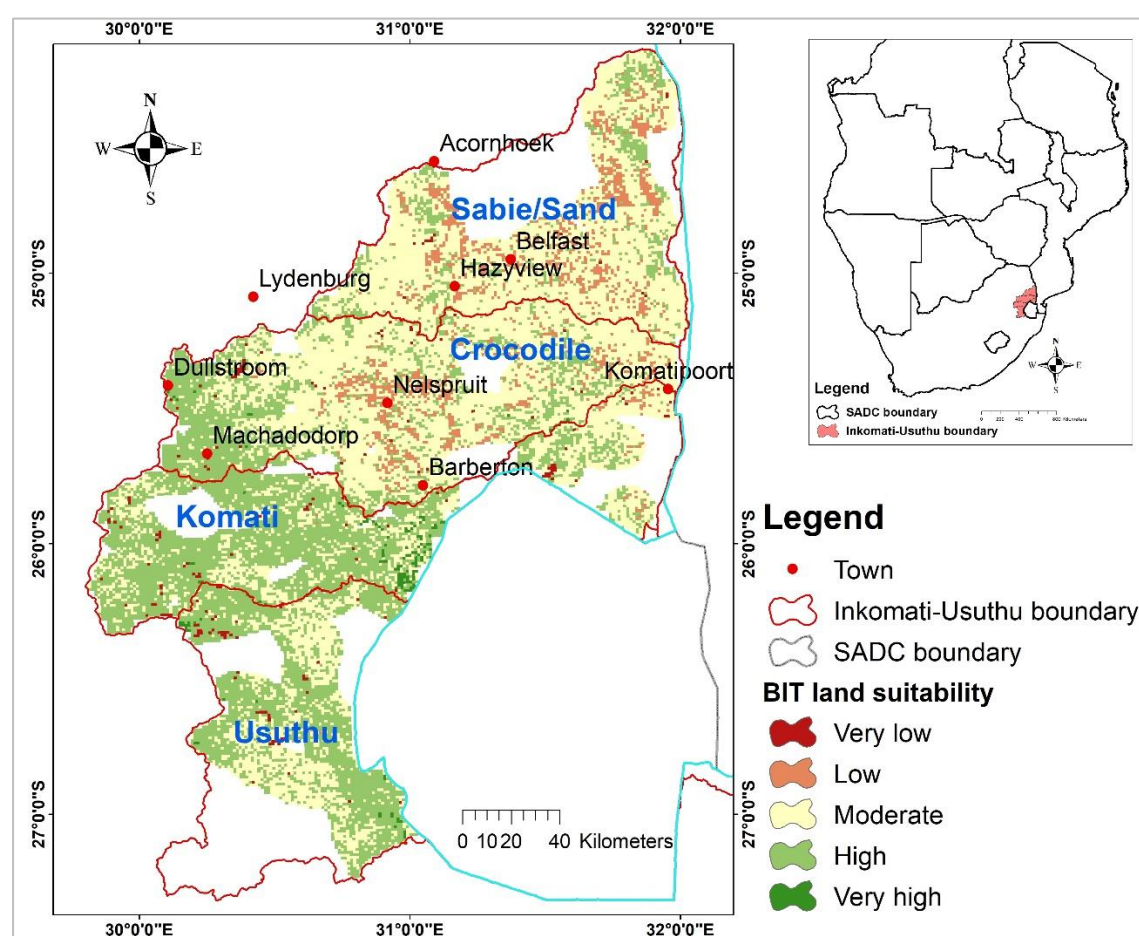 30°0'0"E
31°0'0"E
32°0'0"E
N
W
E
S
Acornhoek
Sabie/Sand
Belfast
Hazyview
Lydenburg
25°0'0"S
25°0'0"S
Crocodile
Dullstroom
Komatipoort
Nelspruit
Machadodorp
Barberton
Komati
26°0'0"S
26°0'0"S
Usuthu
27°0'0"S
27°0'0"S
0 10 20 40 Kilometers
30°0'0"E
31°0'0"E
32°0'0"E
N
W
E
S
Legend
SADC boundary
Inkomati-Usuthu boundary
Kilometers
Legend
Town
Inkomati-Usuthu boundary
SADC boundary
BIT land suitability
Very low
Low
Moderate
High
Very high